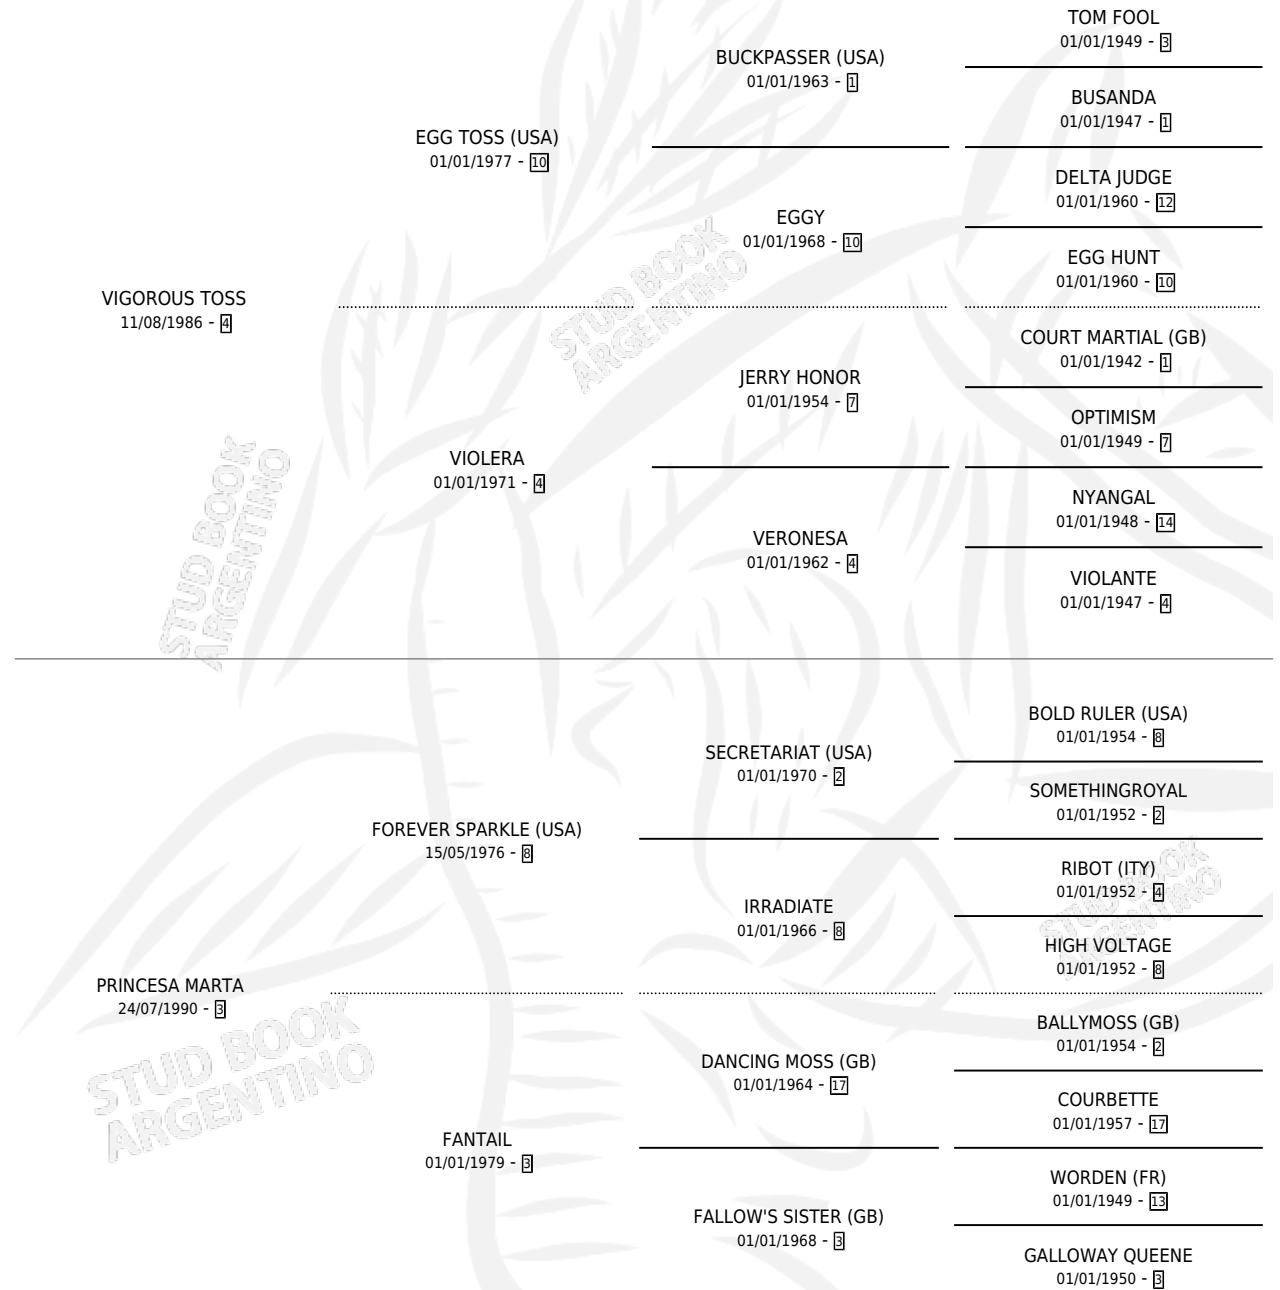 TOM FOOL
01/01/1949 - 3
BUCKPASSER (USA)
01/01/1963 - 1
BUSANDA
01/01/1947 - 1
EGG TOSS (USA)
01/01/1977 - 10
DELTA JUDGE
01/01/1960 - 12
EGGY
01/01/1968 - 10
EGG HUNT
01/01/1960 - 10
VIGOROUS TOSS
11/08/1986 - 4
COURT MARTIAL (GB)
01/01/1942 - 1
JERRY HONOR
01/01/1954 - 7
OPTIMISM
01/01/1949 - 7
VIOLERA
01/01/1971 - 4
NYANGAL
01/01/1948 - 14
VERONESA
01/01/1962 - 4
VIOLANTE
01/01/1947 - 4
STUD BOOK
ARGENTINO
STUD BOOK
ARGENTINO
BOLD RULER (USA)
01/01/1954 - 8
SECRETARIAT (USA)
01/01/1970 - 2
SOMETHINGROYAL
01/01/1952 - 2
FOREVER SPARKLE (USA)
15/05/1976 - 8
RIBOT (ITY)
01/01/1952 - 4
IRRADIATE
01/01/1966 - 8
HIGH VOLTAGE
01/01/1952 - 8
PRINCESA MARTA
24/07/1990 - 3
BALLYMOSS (GB)
01/01/1954 - 2
DANCING MOSS (GB)
01/01/1964 - 17
COURBETTE
01/01/1957 - 17
FANTAIL
01/01/1979 - 3
WORDEN (FR)
01/01/1949 - 13
FALLOW'S SISTER (GB)
01/01/1968 - 3
GALLOWAY QUEENE
01/01/1950 - 3
STUD BOOK
ARGENTINO
STUD BOOK
ARGENTINO